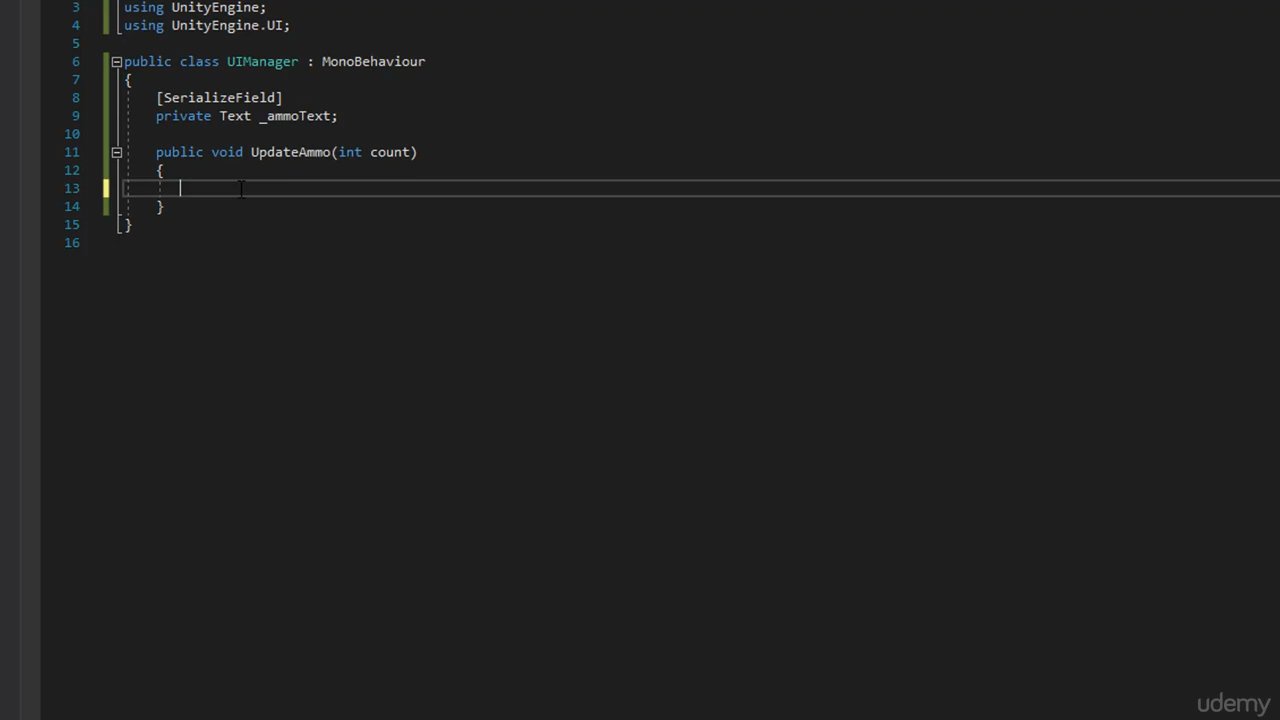 3 using UnityEngine;
4 using UnityEngine.UI;
5
6 public class UIManager : MonoBehaviour
7 {
8 [SerializeField]
9 private Text _ammoText;
10
11 public void UpdateAmmo(int count)
12 {
13
14 }
15 }
16
udemy